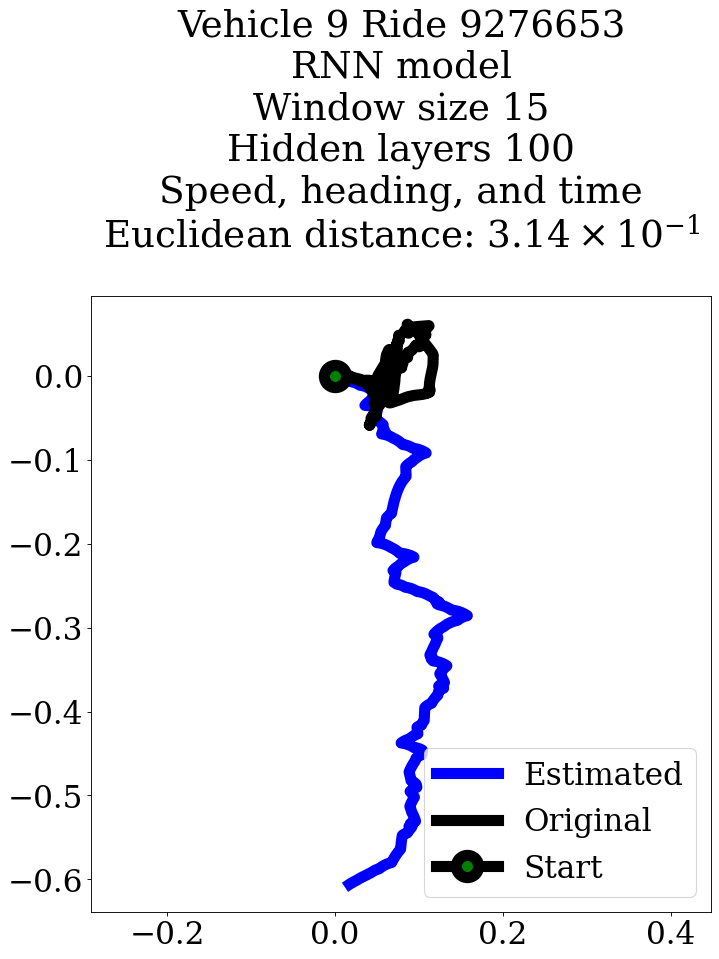 Vehicle 9 Ride 9276653
RNN model
Window size 15
Hidden layers 100
Speed, heading, and time
Euclidean distance: 3.14 × 10⁻¹
0.0
−0.1
−0.2
−0.3
−0.4
−0.5
−0.6
Estimated
Original
Start
−0.2 0.0 0.2 0.4